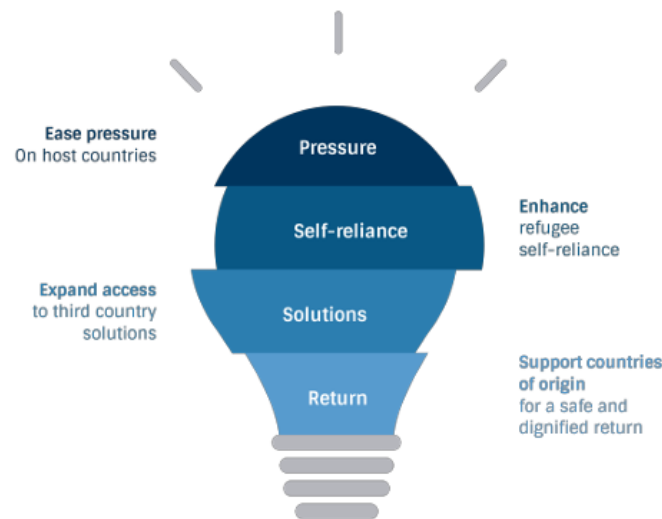 Ease pressure
On host countries
Pressure
Self-reliance
Enhance
refugee
self-reliance
Expand access
to third country
solutions
Solutions
Return
Support countries
of origin
for a safe and
dignified return